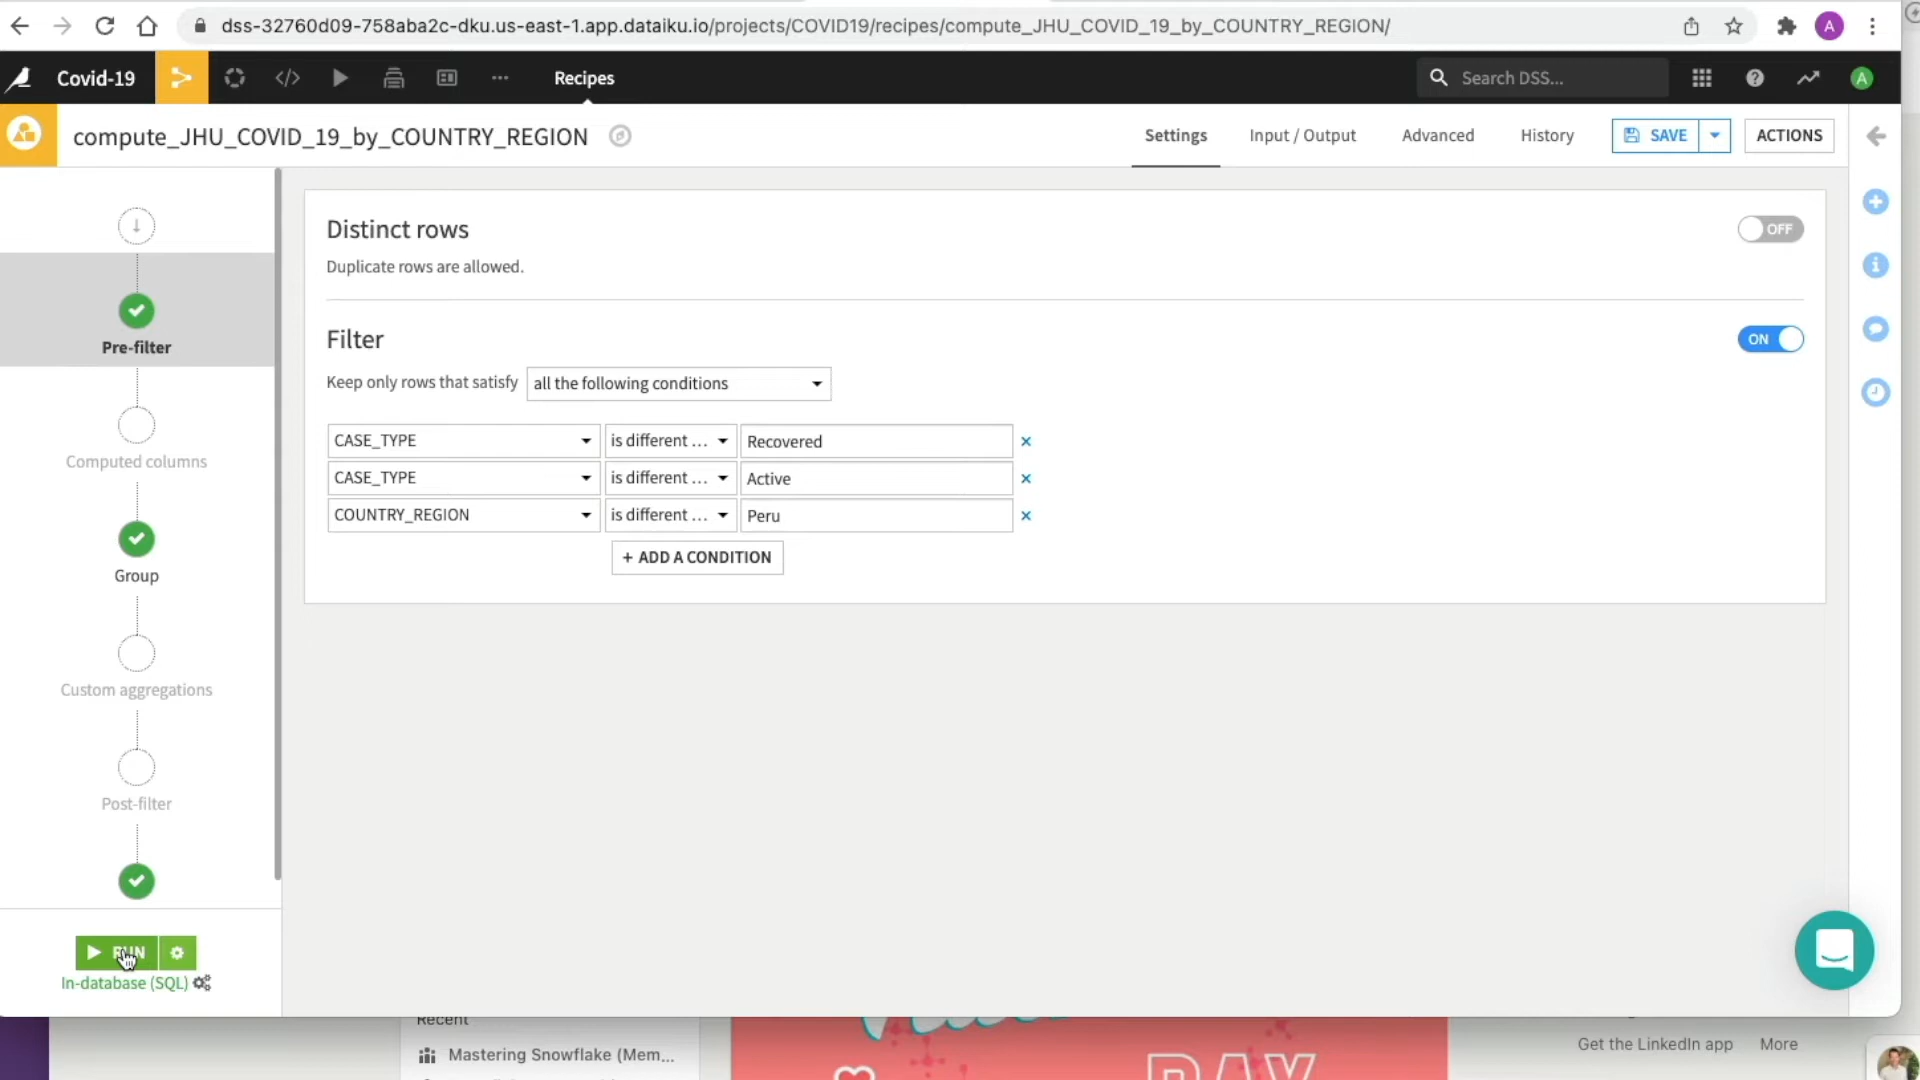 dss-32760d09-758aba2c-dku.us-east-1.app.dataiku.io/projects/COVID19/recipes/compute_JHU_COVID_19_by_COUNTRY_REGION/
A
Covid-19
Recipes
Search DSS...
A
compute_JHU_COVID_19_by_COUNTRY_REGION
Settings
Input / Output
Advanced
History
SAVE
ACTIONS
Pre-filter
Computed columns
Group
Custom aggregations
Post-filter
RUN
In-database (SQL)
Distinct rows
OFF
Duplicate rows are allowed.
Filter
ON
Keep only rows that satisfy all the following conditions
CASE_TYPE is different ... Recovered
CASE_TYPE is different ... Active
COUNTRY_REGION is different ... Peru
+ ADD A CONDITION
Recent
Mastering Snowflake (Mem...
DAY
Get the LinkedIn app More